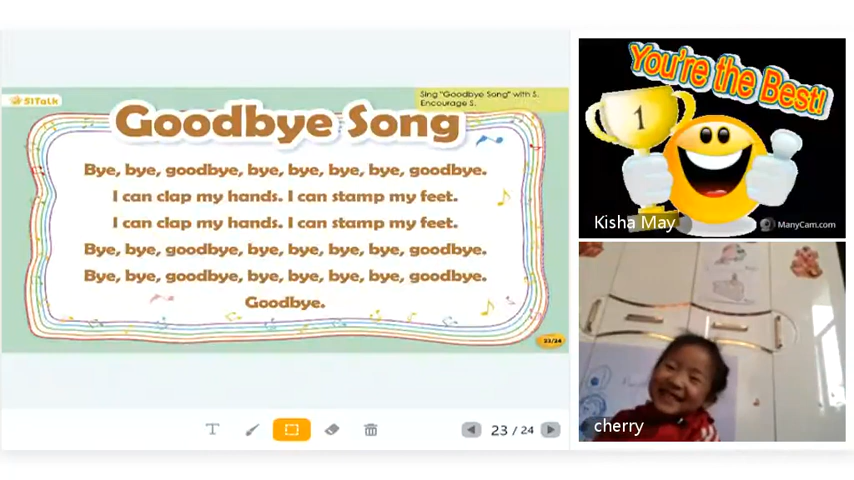 51Talk
Sing "Goodbye Song" with S.
Encourage S.
Goodbye Song
Bye, bye, goodbye, bye, bye, bye, bye, goodbye.
I can clap my hands. I can stamp my feet.
I can clap my hands. I can stamp my feet.
Bye, bye, goodbye, bye, bye, bye, bye, goodbye.
Bye, bye, goodbye, bye, bye, bye, bye, goodbye.
Goodbye.
23/24
T
23 / 24
You're the Best!
1
Kisha May
ManyCam.com
cherry